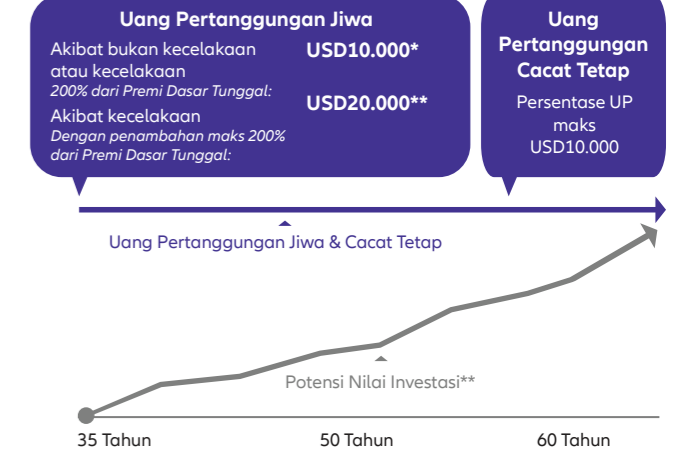 Uang Pertanggungan Jiwa
Akibat bukan kecelakaan
atau kecelakaan
200% dari Premi Dasar Tunggal:
USD10.000*
Akibat kecelakaan
Dengan penambahan maks 200%
dari Premi Dasar Tunggal:
USD20.000**
Uang
Pertanggungan
Cacat Tetap
Persentase UP
maks
USD10.000
Uang Pertanggungan Jiwa & Cacat Tetap
Potensi Nilai Investasi**
35 Tahun
50 Tahun
60 Tahun